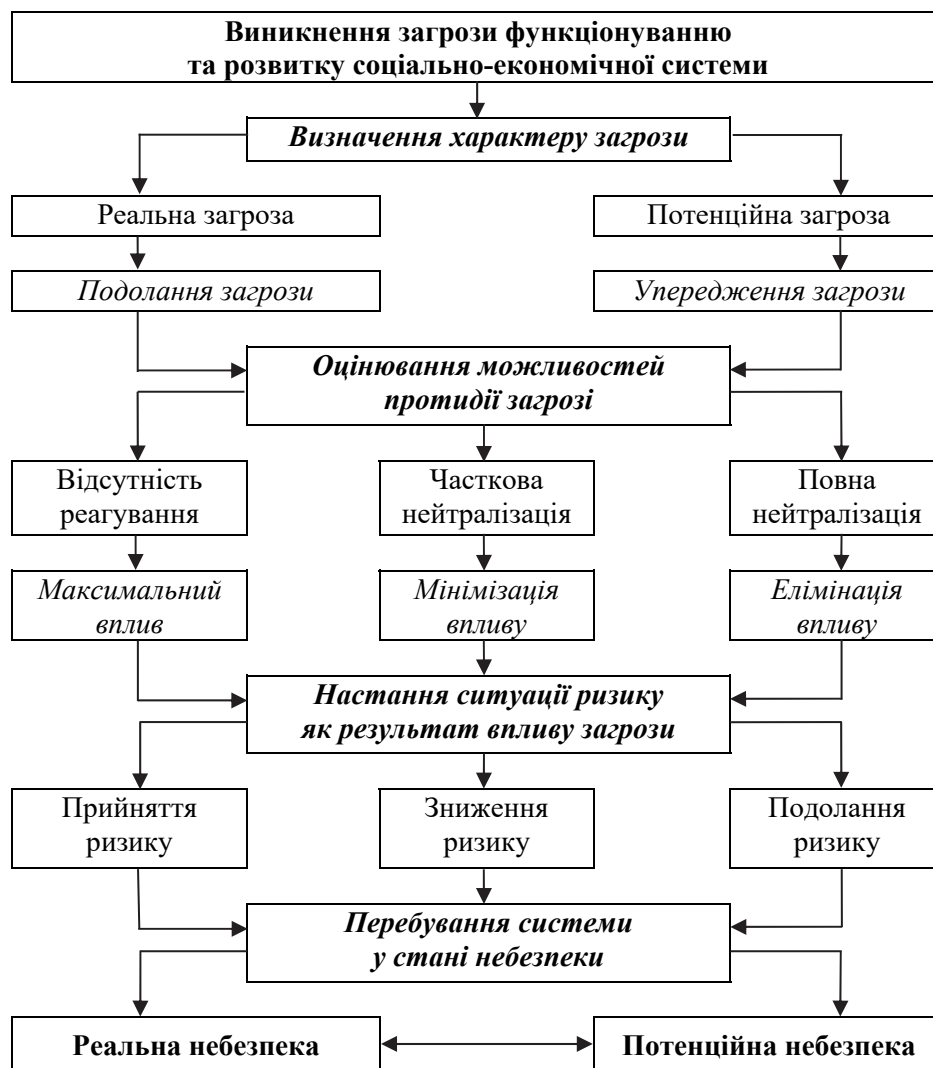 Виникнення загрози функціонуванню
та розвитку соціально-економічної системи
Визначення характеру загрози
Реальна загроза
Потенційна загроза
Подолання загрози
Упередження загрози
Оцінювання можливостей
протидії загрозі
Відсутність
реагування
Часткова
нейтралізація
Повна
нейтралізація
Максимальний
вплив
Мінімізація
впливу
Елімінація
впливу
Настання ситуації ризику
як результат впливу загрози
Прийняття
ризику
Зниження
ризику
Подолання
ризику
Перебування системи
у стані небезпеки
Реальна небезпека
Потенційна небезпека